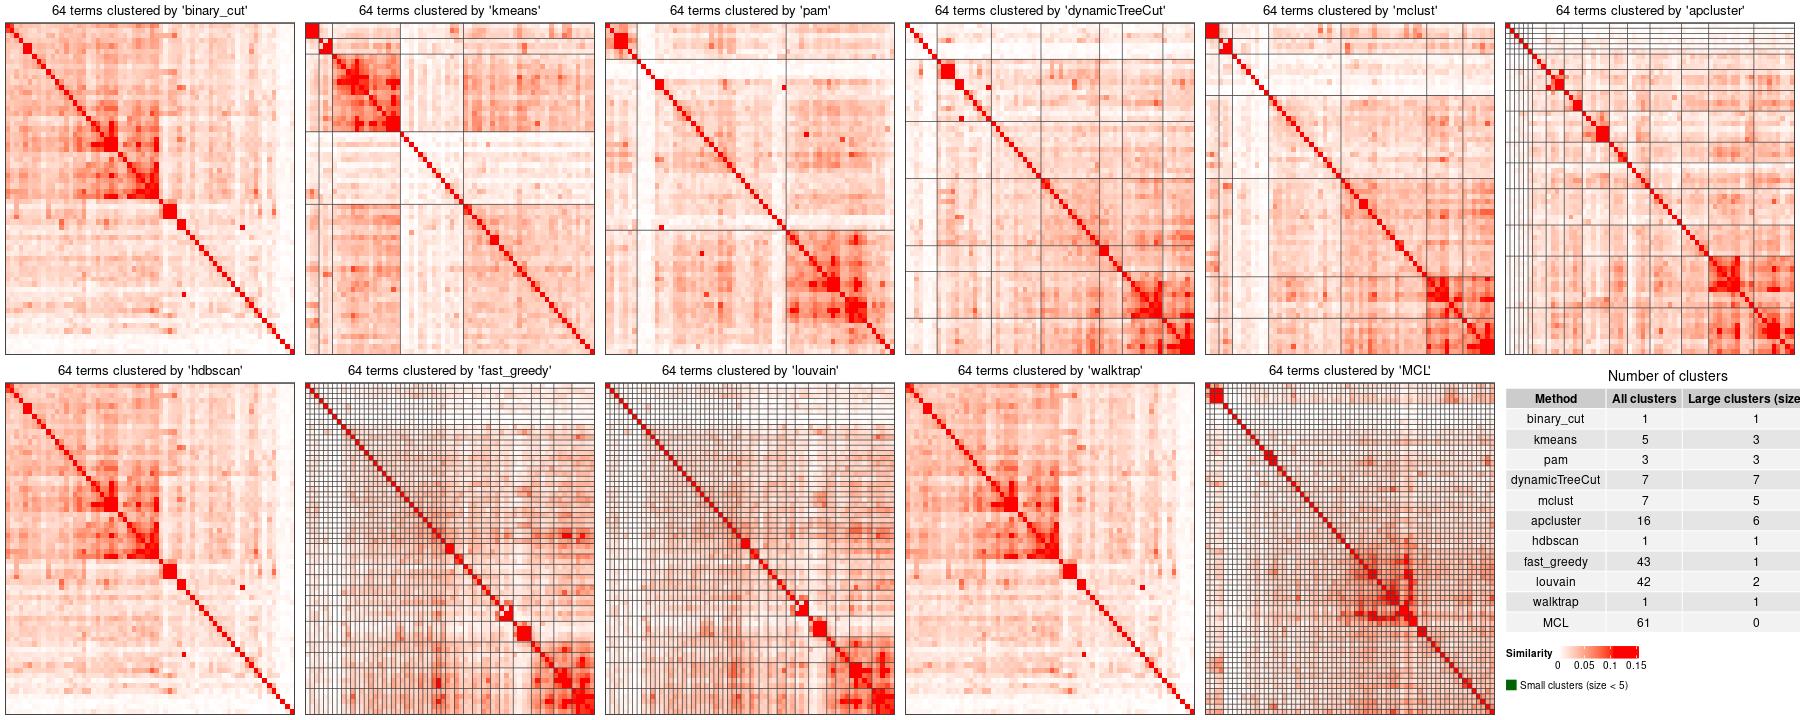 64 terms clustered by 'binary_cut'
64 terms clustered by 'kmeans'
64 terms clustered by 'pam'
64 terms clustered by 'dynamicTreeCut'
64 terms clustered by 'mclust'
64 terms clustered by 'apcluster'
64 terms clustered by 'hdbscan'
64 terms clustered by 'fast_greedy'
64 terms clustered by 'louvain'
64 terms clustered by 'walktrap'
64 terms clustered by 'MCL'
Number of clusters
Method All clusters Large clusters (size
binary_cut 1 1
kmeans 5 3
pam 3 3
dynamicTreeCut 7 7
mclust 7 5
apcluster 16 6
hdbscan 1 1
fast_greedy 43 1
louvain 42 2
walktrap 1 1
MCL 61 0
Similarity
0 0.05 0.1 0.15
Small clusters (size < 5)